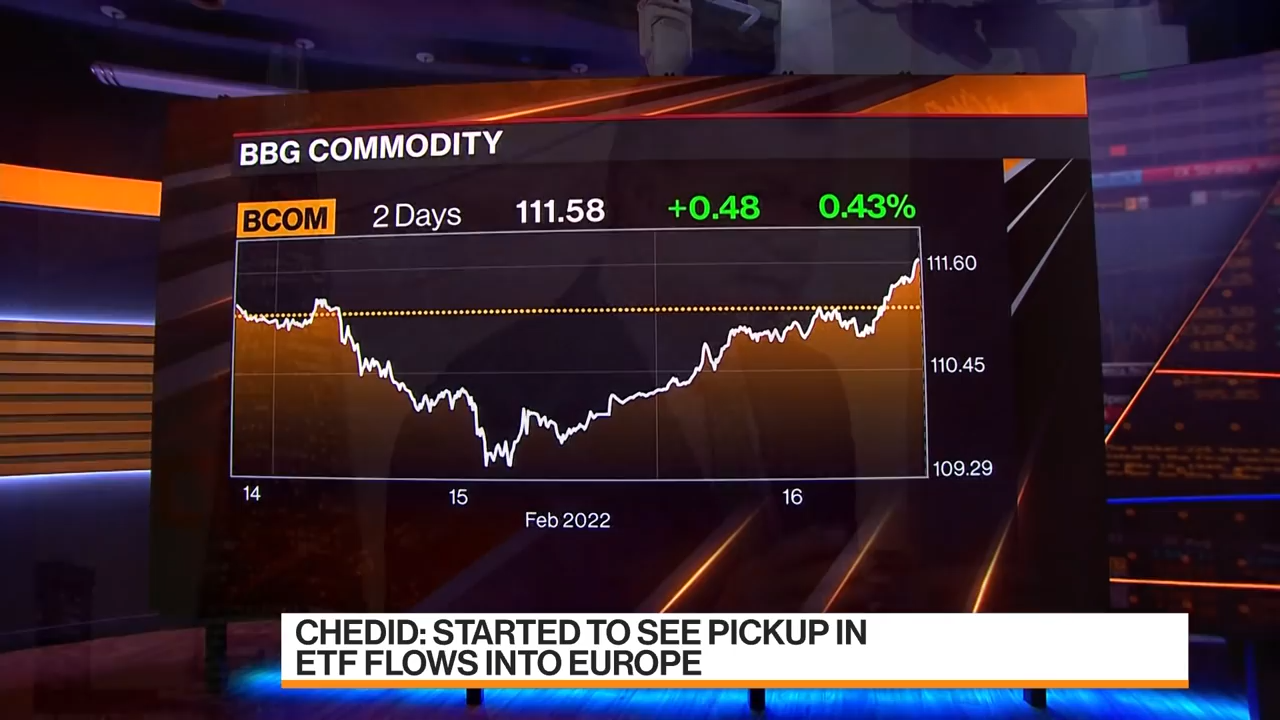 BBG COMMODITY
BCOM 2 Days 111.58 +0.48 0.43%
111.60
110.45
109.29
14 15 16
Feb 2022
CHEDID: STARTED TO SEE PICKUP IN
ETF FLOWS INTO EUROPE